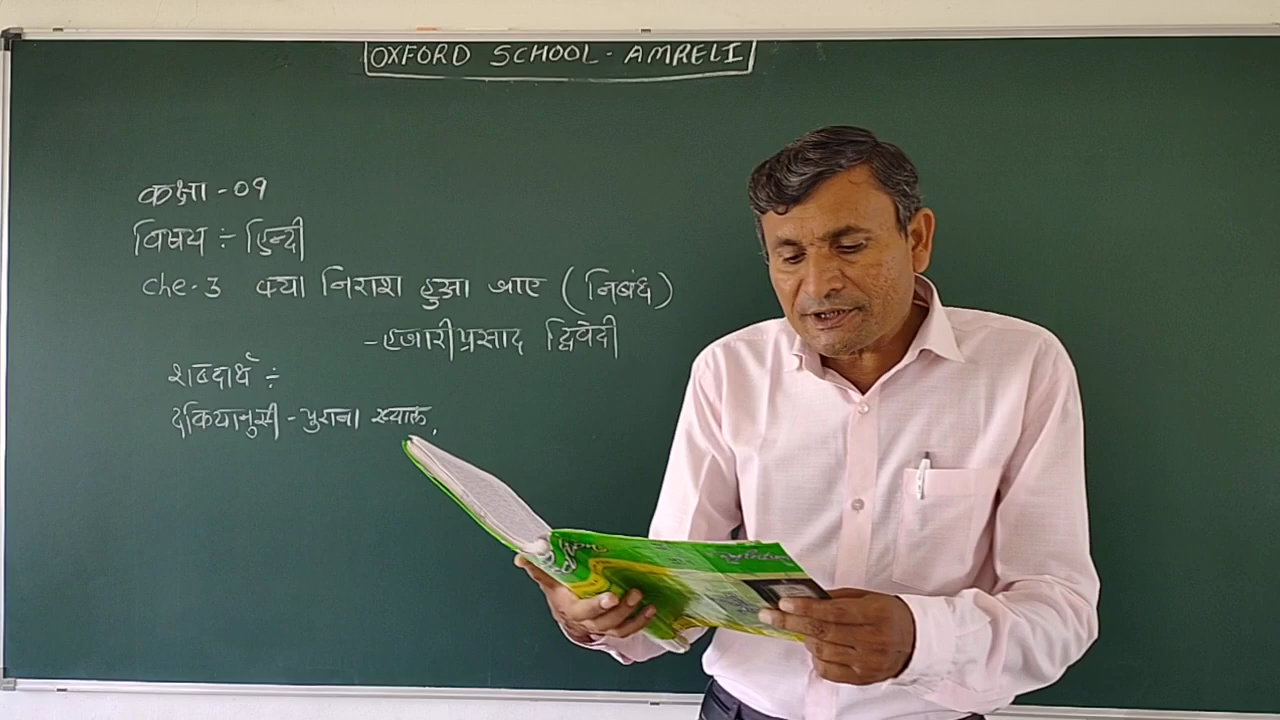 OXFORD SCHOOL - AMRELI
कक्षा - 09
विषय ÷ हिन्दी
che-3 क्या निराश हुआ जाए (निबंध)
- हजारीप्रसाद द्विवेदी
शब्दार्थ ÷
दकियानुसी - पुराना ख्याल,